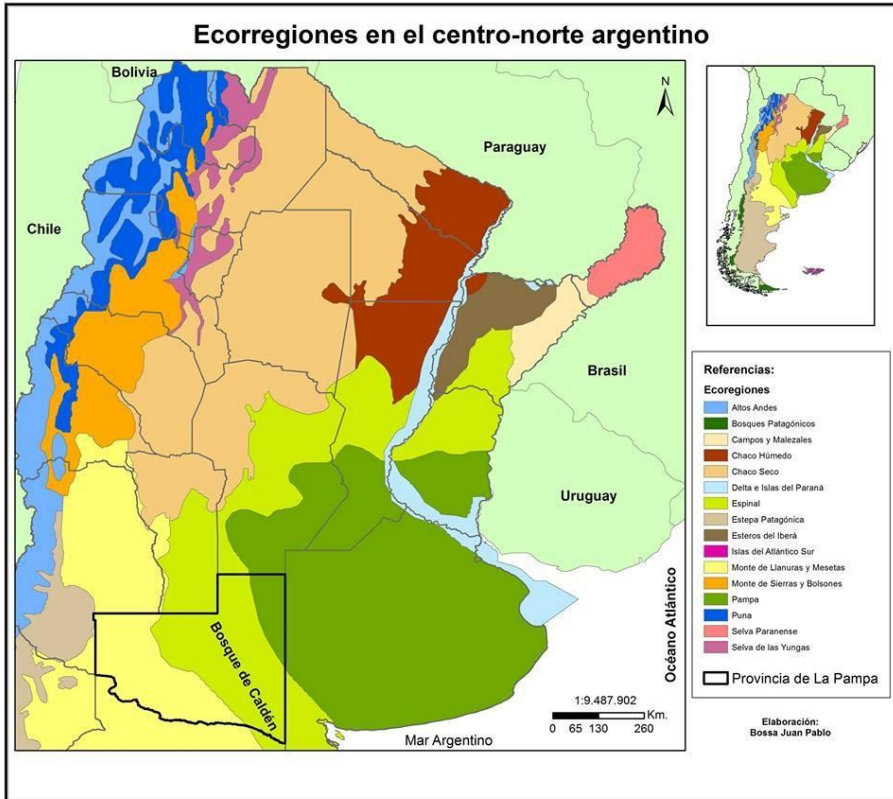 Ecorregiones en el centro-norte argentino
Bolivia
N
Paraguay
Chile
Brasil
Uruguay
Océano Atlántico
Bosque de Caldén
Mar Argentino
1:9.487.902
Km.
0 65 130 260
Referencias:
Ecoregiones
Altos Andes
Bosques Patagónicos
Campos y Malezales
Chaco Húmedo
Chaco Seco
Delta e Islas del Paraná
Espinal
Estepa Patagónica
Esteros del Iberá
Islas del Atlántico Sur
Monte de Llanuras y Mesetas
Monte de Sierras y Bolsones
Pampa
Puna
Selva Paranense
Selva de las Yungas
Provincia de La Pampa
Elaboración:
Bossa Juan Pablo